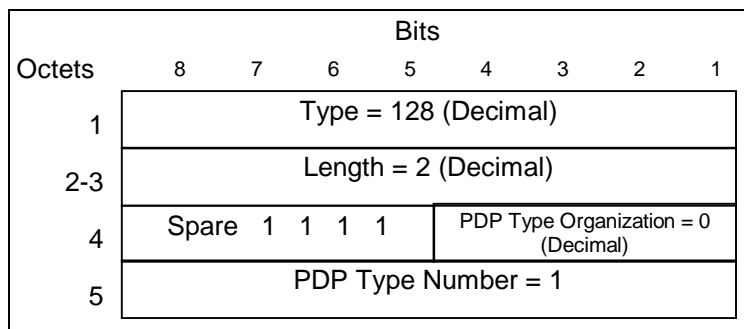 Bits
Octets 8 7 6 5 4 3 2 1
1 Type = 128 (Decimal)
2-3 Length = 2 (Decimal)
4 Spare 1 1 1 1 PDP Type Organization = 0
(Decimal)
5 PDP Type Number = 1